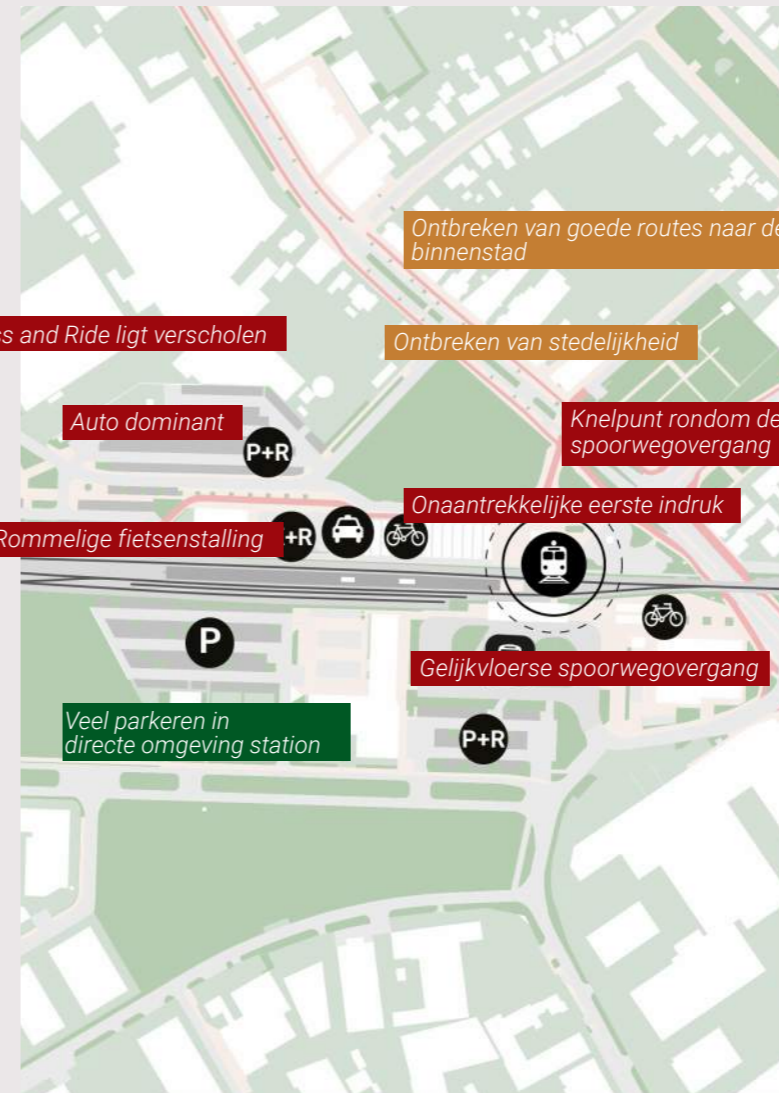 Ontbreken van goede routes naar de
binnenstad
and Ride ligt verscholen
Ontbreken van stedelijkheid
Auto dominant
Knelpunt rondom de
spoorwegovergang
P+R
Onaantrekkelijke eerste indruk
Rommelige fietsenstalling
+R
P
Gelijkvloerse spoorwegovergang
Veel parkeren in
directe omgeving station
P+R